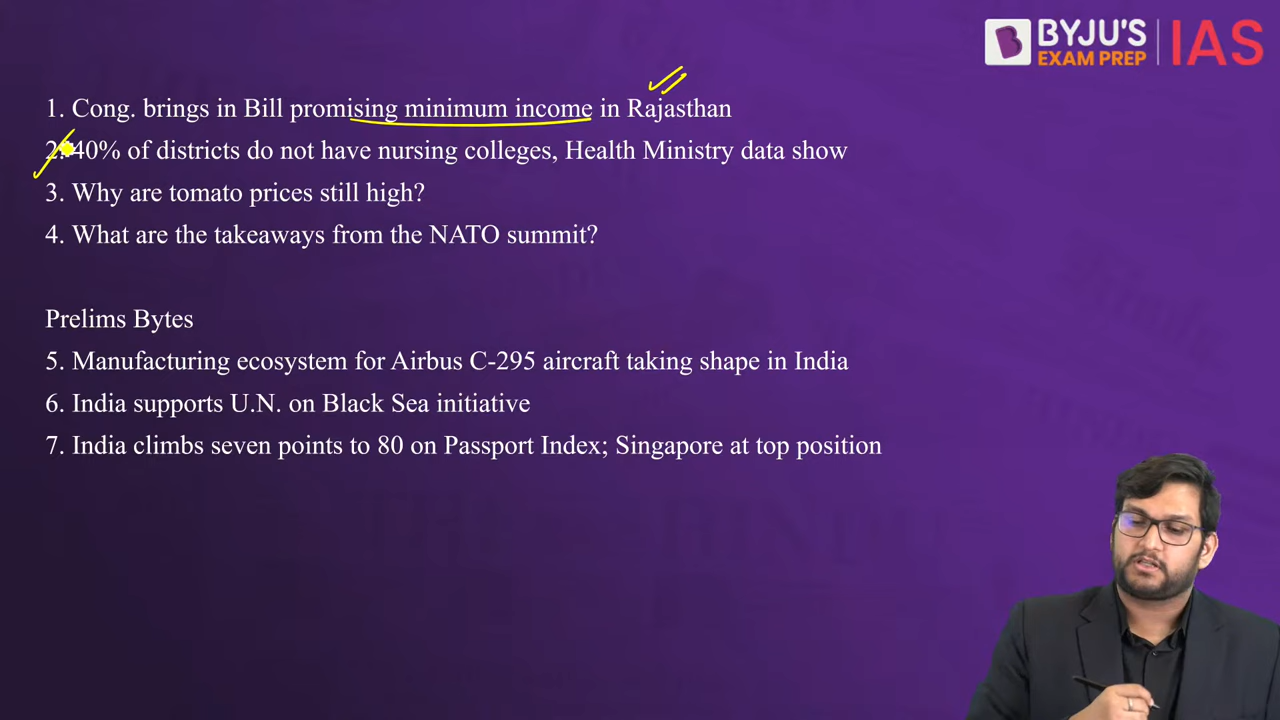 BYJU'S IAS
EXAM PREP
1. Cong. brings in Bill promising minimum income in Rajasthan
2. 40% of districts do not have nursing colleges, Health Ministry data show
3. Why are tomato prices still high?
4. What are the takeaways from the NATO summit?
Prelims Bytes
5. Manufacturing ecosystem for Airbus C-295 aircraft taking shape in India
6. India supports U.N. on Black Sea initiative
7. India climbs seven points to 80 on Passport Index; Singapore at top position